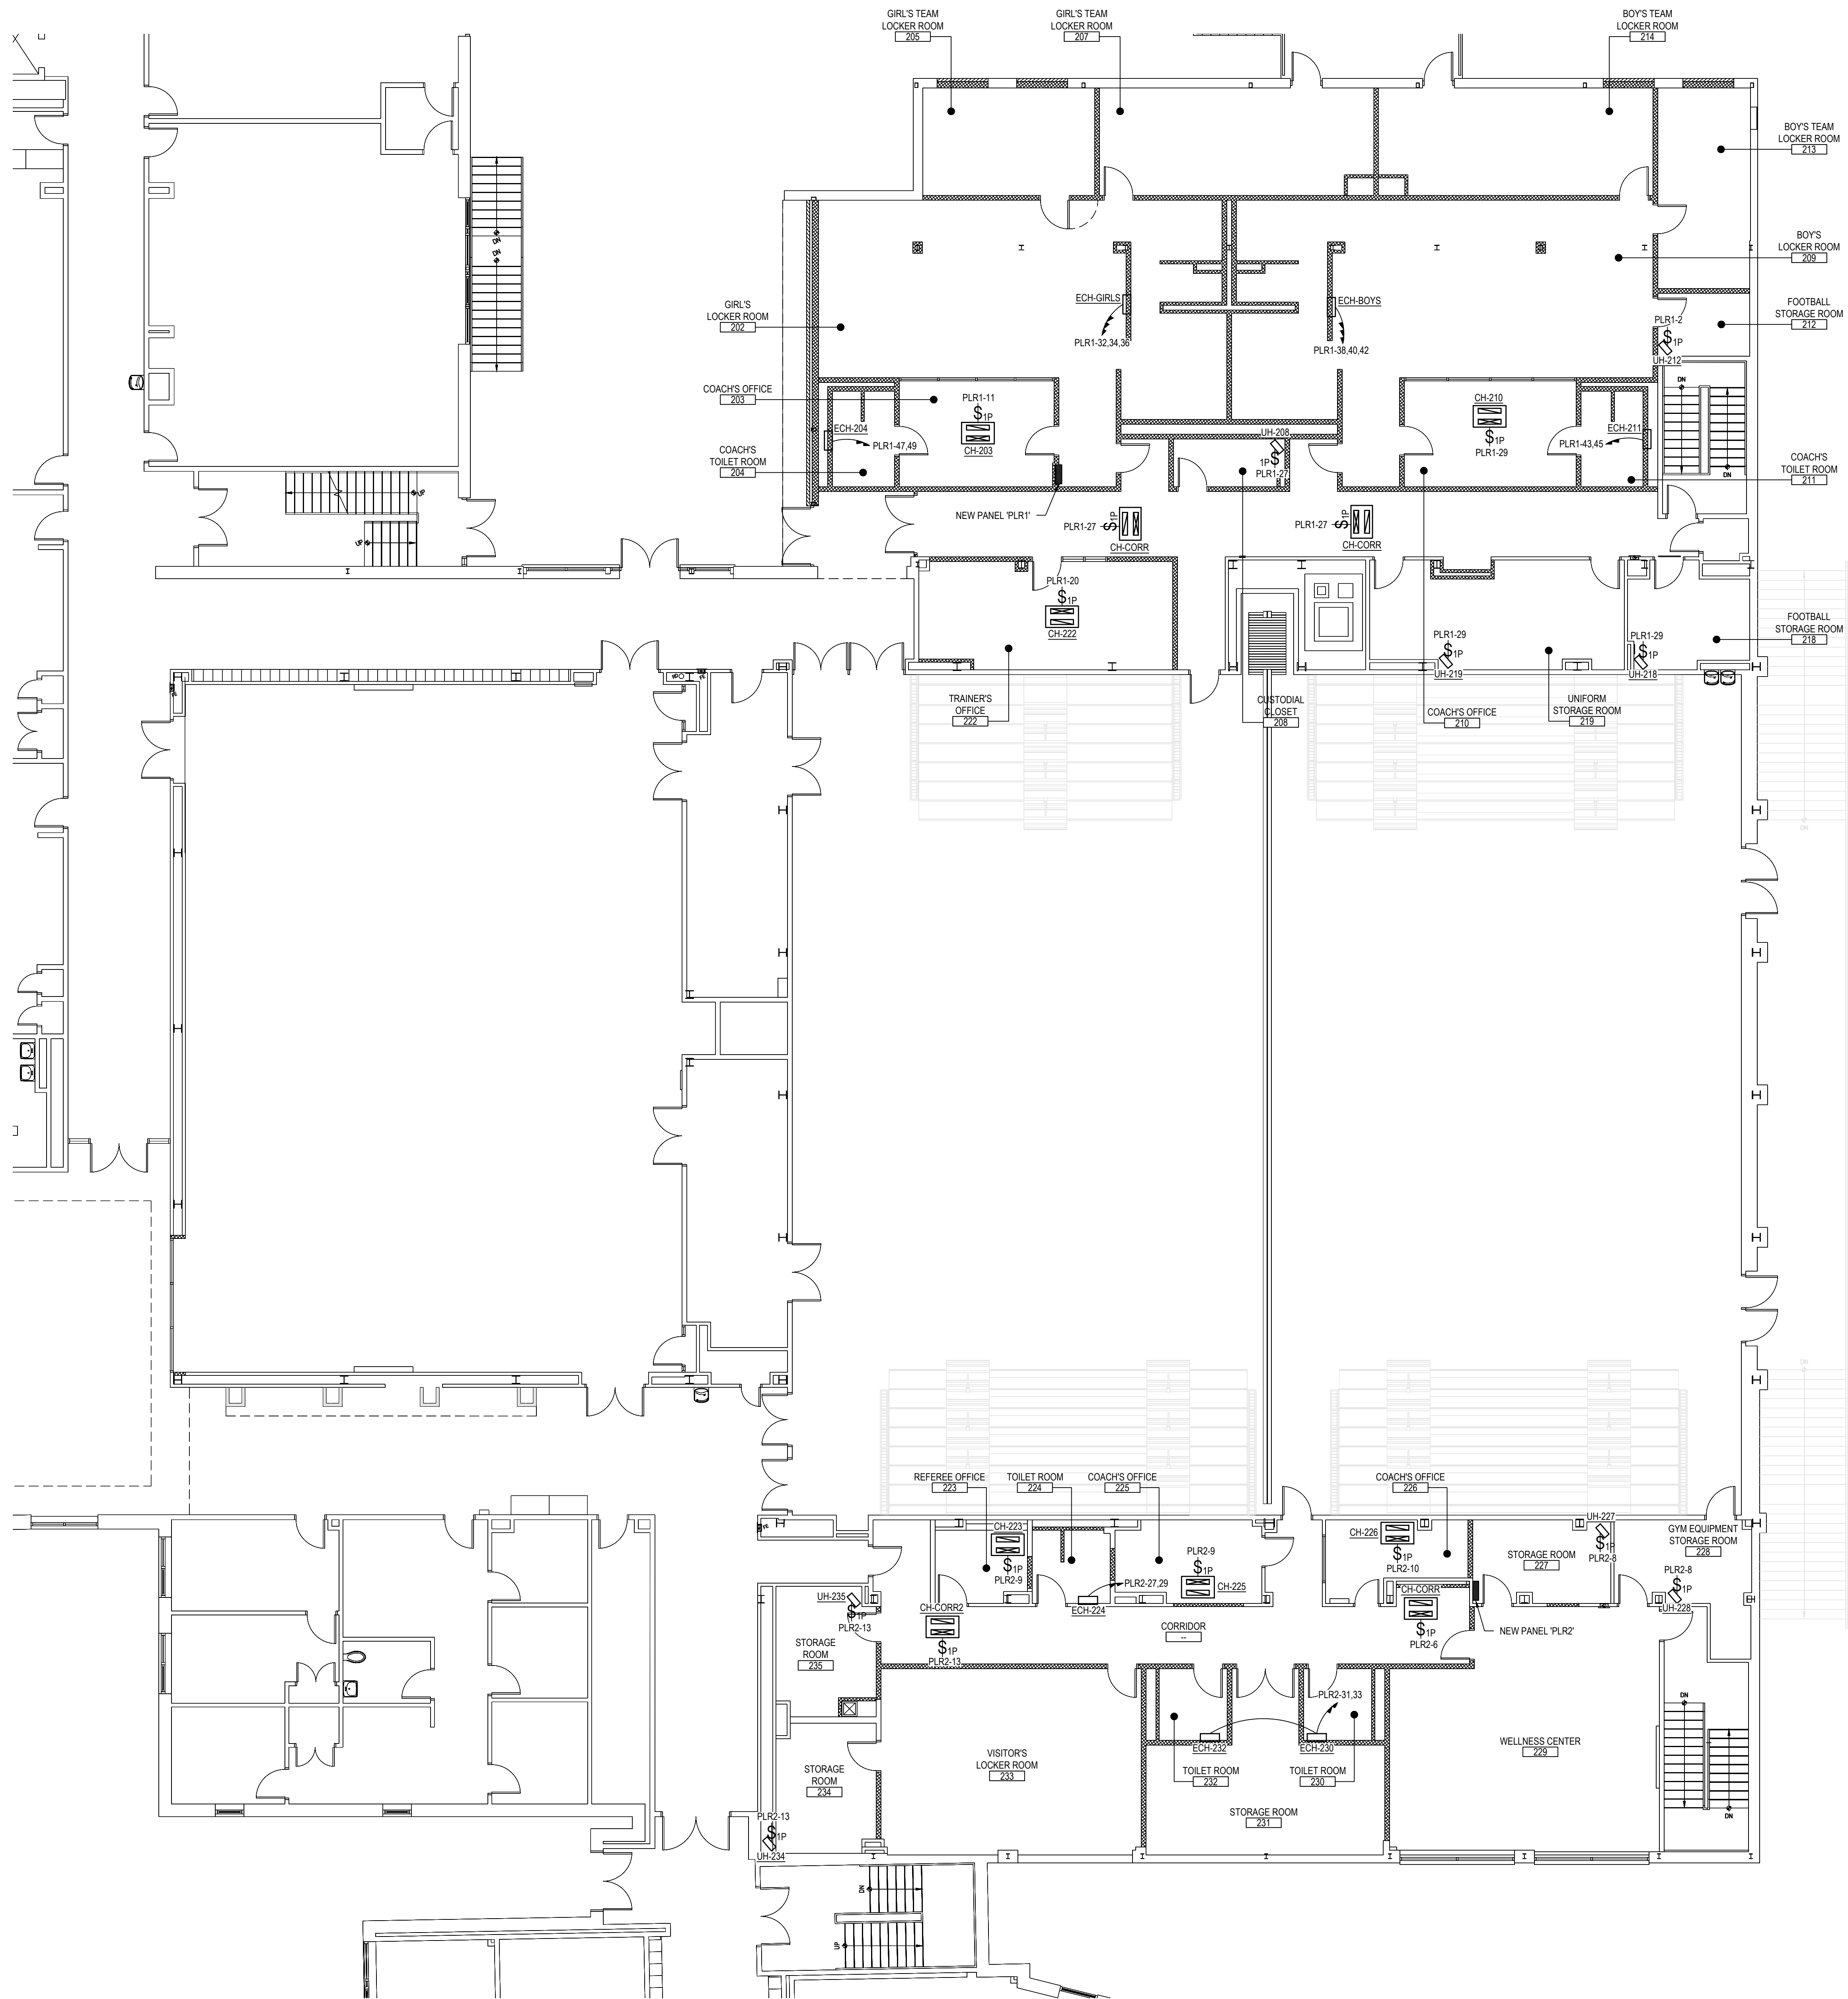 GIRL'S TEAM
LOCKER ROOM
205
GIRL'S TEAM
LOCKER ROOM
207
BOY'S TEAM
LOCKER ROOM
214
BOY'S TEAM
LOCKER ROOM
213
BOY'S
LOCKER ROOM
209
FOOTBALL
STORAGE ROOM
212
GIRL'S
LOCKER ROOM
202
ECH-GIRLS
PLR1-32,34,36
ECH-BOYS
PLR1-38,40,42
PLR1-2
$1P
UH-212
DN
DN
DN
DN
COACH'S OFFICE
203
PLR1-11
$1P
CH-203
ECH-204
PLR1-47,49
COACH'S
TOILET ROOM
204
UH-208
1P$
PLR1-27
CH-210
$1P
PLR1-29
ECH-211
PLR1-43,45
COACH'S
TOILET ROOM
211
UP
UP
NEW PANEL 'PLR1'
PLR1-27
$1P
CH-CORR
PLR1-27
$1P
CH-CORR
PLR1-20
$1P
CH-222
PLR1-29
$1P
UH-219
PLR1-29
$1P
UH-218
FOOTBALL
STORAGE ROOM
218
TRAINER'S
OFFICE
222
CUSTODIAL
CLOSET
208
COACH'S OFFICE
210
UNIFORM
STORAGE ROOM
219
DN
DN
REFEREE OFFICE
223
TOILET ROOM
224
COACH'S OFFICE
225
COACH'S OFFICE
226
CH-223
$1P
PLR2-9
PLR2-27,29
ECH-224
PLR2-9
$1P
CH-225
CH-226
$1P
PLR2-10
STORAGE ROOM
227
UH-227
$1P
PLR2-8
GYM EQUIPMENT
STORAGE ROOM
228
PLR2-8
$1P
UH-228
UH-235
$1P
PLR2-13
CH-CORR2
$1P
PLR2-13
CORRIDOR
--
CH-CORR
$1P
PLR2-6
NEW PANEL 'PLR2'
STORAGE
ROOM
235
PLR2-31,33
ECH-232
ECH-230
VISITOR'S
LOCKER ROOM
233
TOILET ROOM
232
TOILET ROOM
230
WELLNESS CENTER
229
DN
DN
STORAGE
ROOM
234
STORAGE ROOM
231
PLR2-13
$1P
UH-234
DN
UP